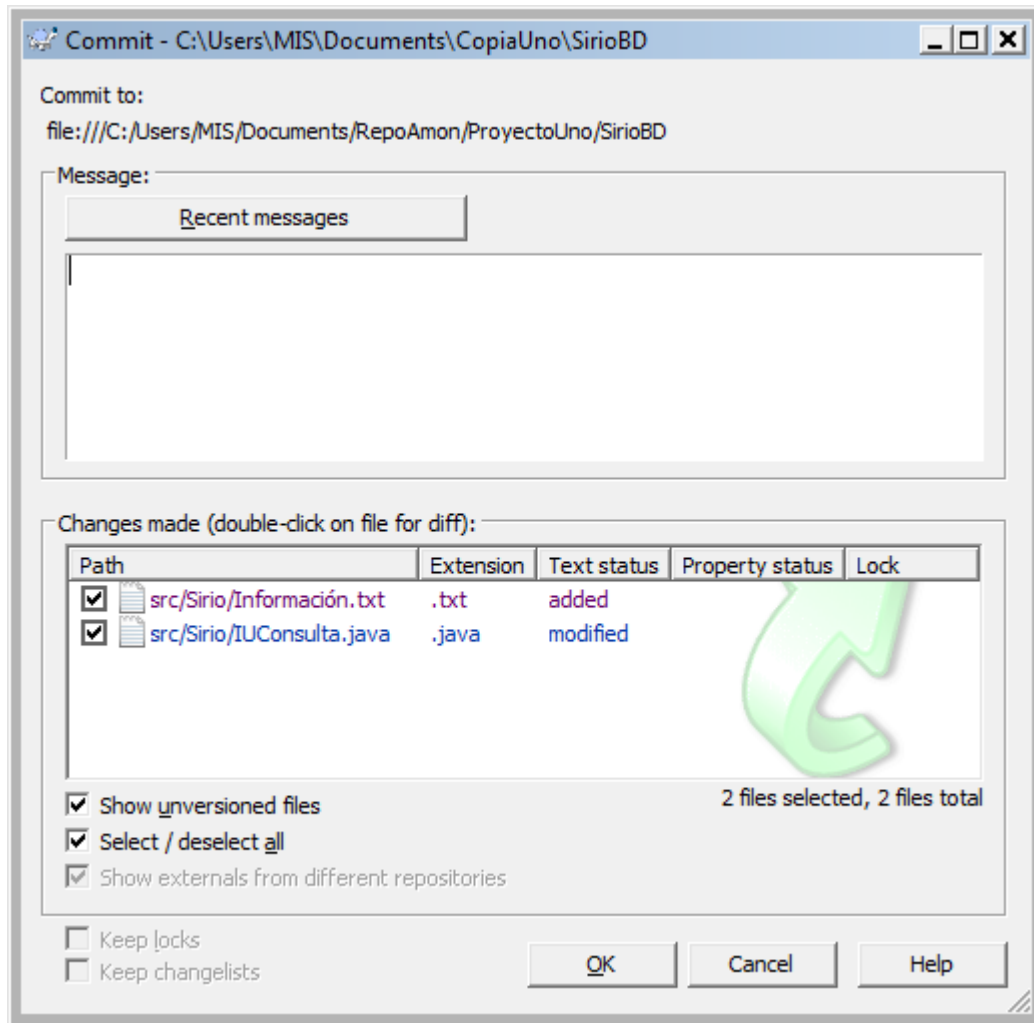 Commit - C:\Users\MIS\Documents\CopiaUno\SirioBD
Commit to:
file:///C:/Users/MIS/Documents/RepoAmon/ProyectoUno/SirioBD
Message:
Recent messages
Changes made (double-click on file for diff):
Path Extension Text status Property status Lock
src/Sirio/Información.txt .txt added
src/Sirio/IUConsulta.java .java modified
Show unversioned files 2 files selected, 2 files total
Select / deselect all
Show externals from different repositories
Keep locks
Keep changelists
OK Cancel Help